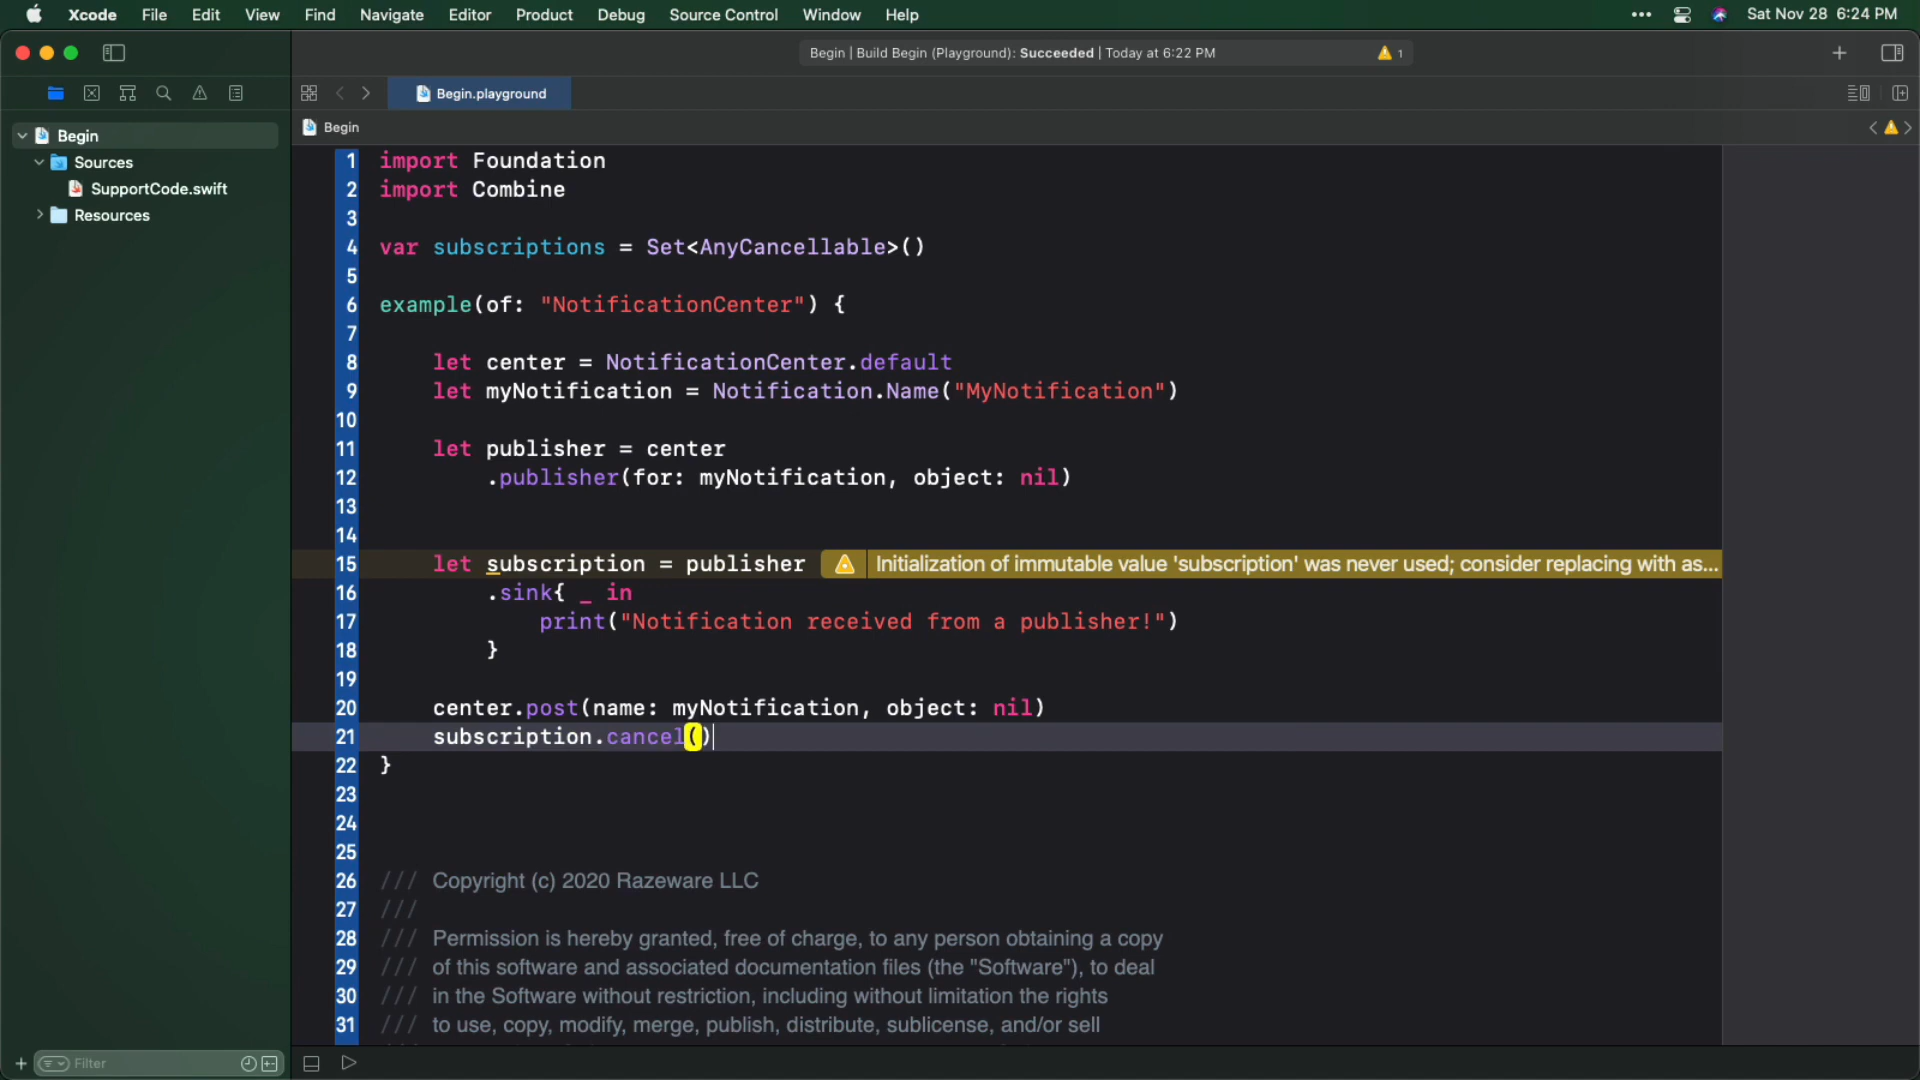 Xcode File Edit View Find Navigate Editor Product Debug Source Control Window Help Sat Nov 28 6:24 PM
Begin | Build Begin (Playground): Succeeded | Today at 6:22 PM 1
Begin.playground
Begin
Begin
Sources
SupportCode.swift
Resources
1 import Foundation
2 import Combine
3
4 var subscriptions = Set<AnyCancellable>()
5
6 example(of: "NotificationCenter") {
7
8 let center = NotificationCenter.default
9 let myNotification = Notification.Name("MyNotification")
10
11 let publisher = center
12 .publisher(for: myNotification, object: nil)
13
14
15 let subscription = publisher Initialization of immutable value 'subscription' was never used; consider replacing with as...
16 .sink{ _ in
17 print("Notification received from a publisher!")
18 }
19
20 center.post(name: myNotification, object: nil)
21 subscription.cancel()
22 }
23
24
25
26 /// Copyright (c) 2020 Razeware LLC
27 ///
28 /// Permission is hereby granted, free of charge, to any person obtaining a copy
29 /// of this software and associated documentation files (the "Software"), to deal
30 /// in the Software without restriction, including without limitation the rights
31 /// to use, copy, modify, merge, publish, distribute, sublicense, and/or sell
Filter